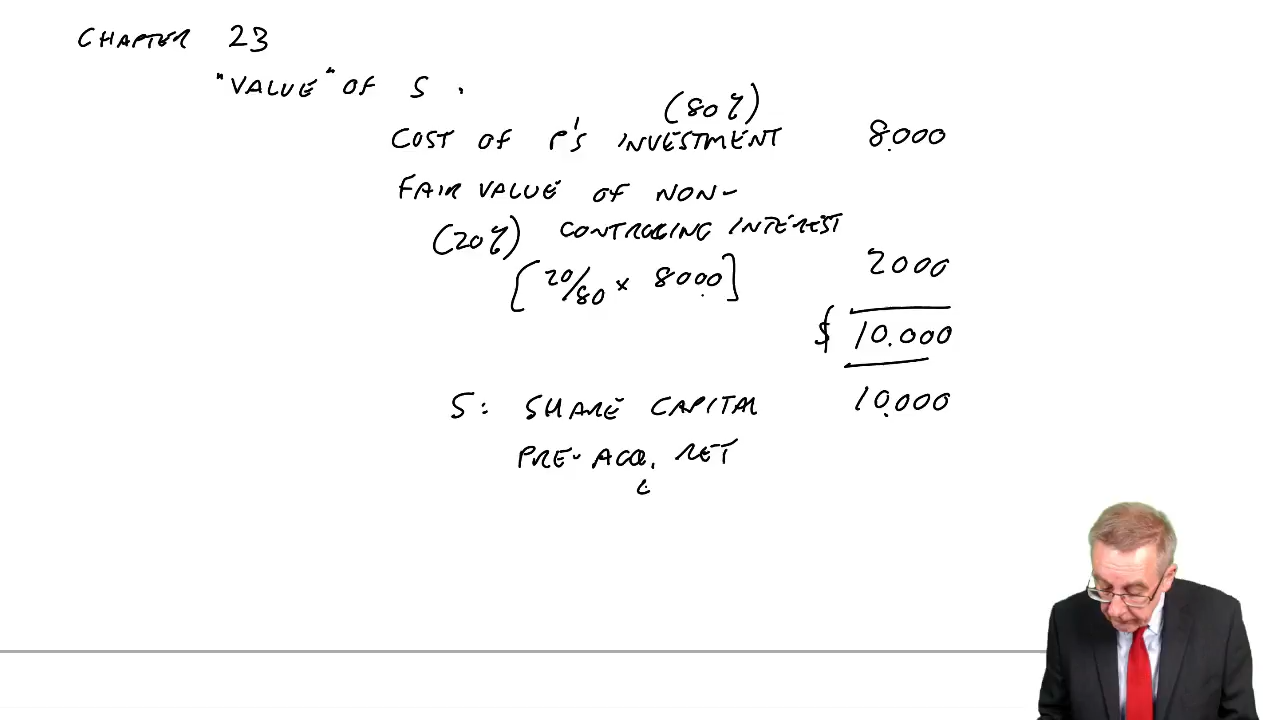 CHAPTER 23
"VALUE" OF S.
(80%)
COST OF P'S INVESTMENT 8.000
FAIR VALUE OF NON-
(20%) CONTROLLING INTEREST
[20/80 × 8000] 2000
$ 10.000
S: SHARE CAPITAL 10.000
PRE-ACQ. RET